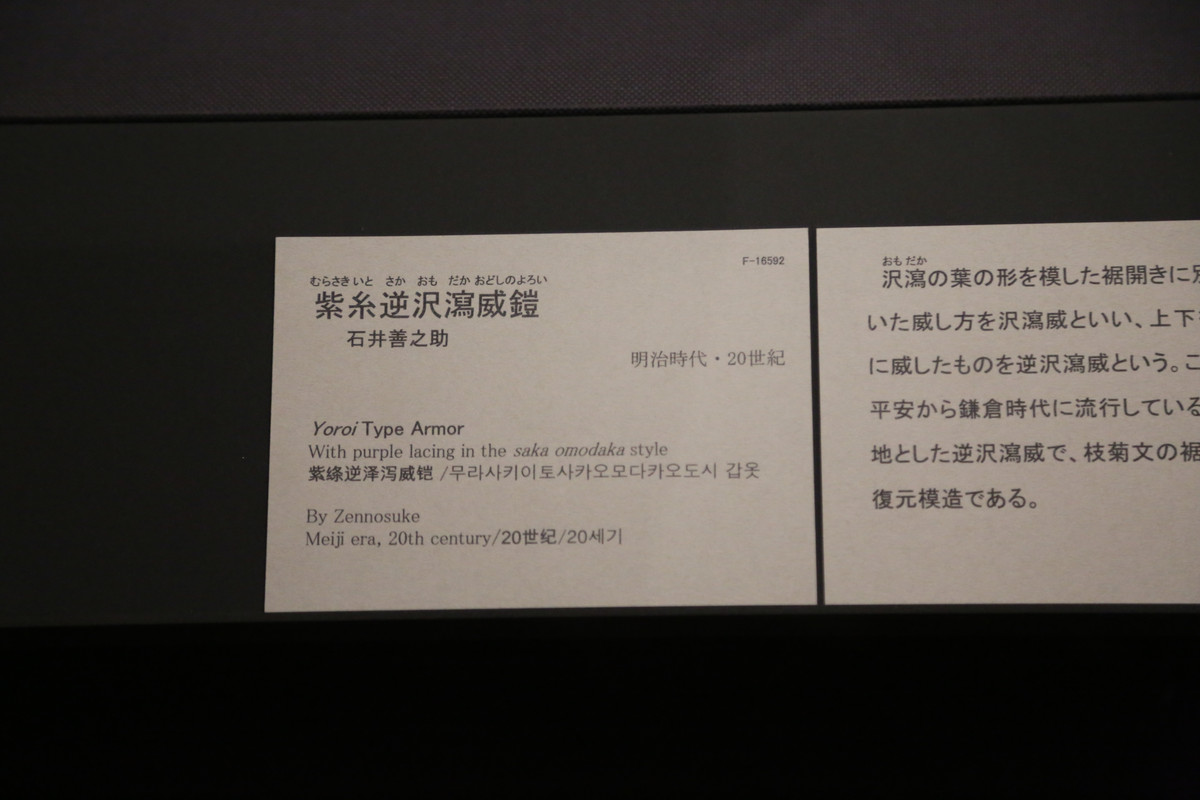 F-16592
むらさき いと さか おも だか おどしのよろい
紫糸逆沢瀉威鎧
石井善之助
明治時代・20世紀
Yoroi Type Armor
With purple lacing in the saka omodaka style
紫绦逆泽泻威铠 /무라사키이토사카오모다카오도시 갑옷
By Zennosuke
Meiji era, 20th century/20世纪/20세기
おも だか
沢瀉の葉の形を模した裾開きに
いた威し方を沢瀉威といい、上下
に威したものを逆沢瀉威という。こ
平安から鎌倉時代に流行している
地とした逆沢瀉威で、枝菊文の裾
復元模造である。